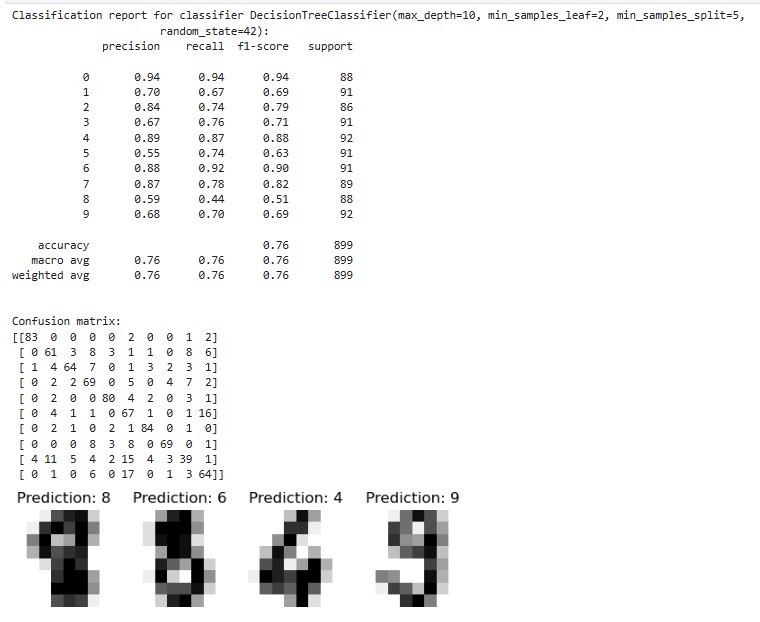 Classification report for classifier DecisionTreeClassifier(max_depth=10, min_samples_leaf=2, min_samples_split=5,
random_state=42):
precision recall f1-score support
0 0.94 0.94 0.94 88
1 0.70 0.67 0.69 91
2 0.84 0.74 0.79 86
3 0.67 0.76 0.71 91
4 0.89 0.87 0.88 92
5 0.55 0.74 0.63 91
6 0.88 0.92 0.90 91
7 0.87 0.78 0.82 89
8 0.59 0.44 0.51 88
9 0.68 0.70 0.69 92
accuracy 0.76 899
macro avg 0.76 0.76 0.76 899
weighted avg 0.76 0.76 0.76 899
Confusion matrix:
[[83 0 0 0 0 2 0 0 1 2]
[ 0 61 3 8 3 1 1 0 8 6]
[ 1 4 64 7 0 1 3 2 3 1]
[ 0 2 2 69 0 5 0 4 7 2]
[ 0 2 0 0 80 4 2 0 3 1]
[ 0 4 1 1 0 67 1 0 1 16]
[ 0 2 1 0 2 1 84 0 1 0]
[ 0 0 0 8 3 8 0 69 0 1]
[ 4 11 5 4 2 15 4 3 39 1]
[ 0 1 0 6 0 17 0 1 3 64]]
Prediction: 8 Prediction: 6 Prediction: 4 Prediction: 9